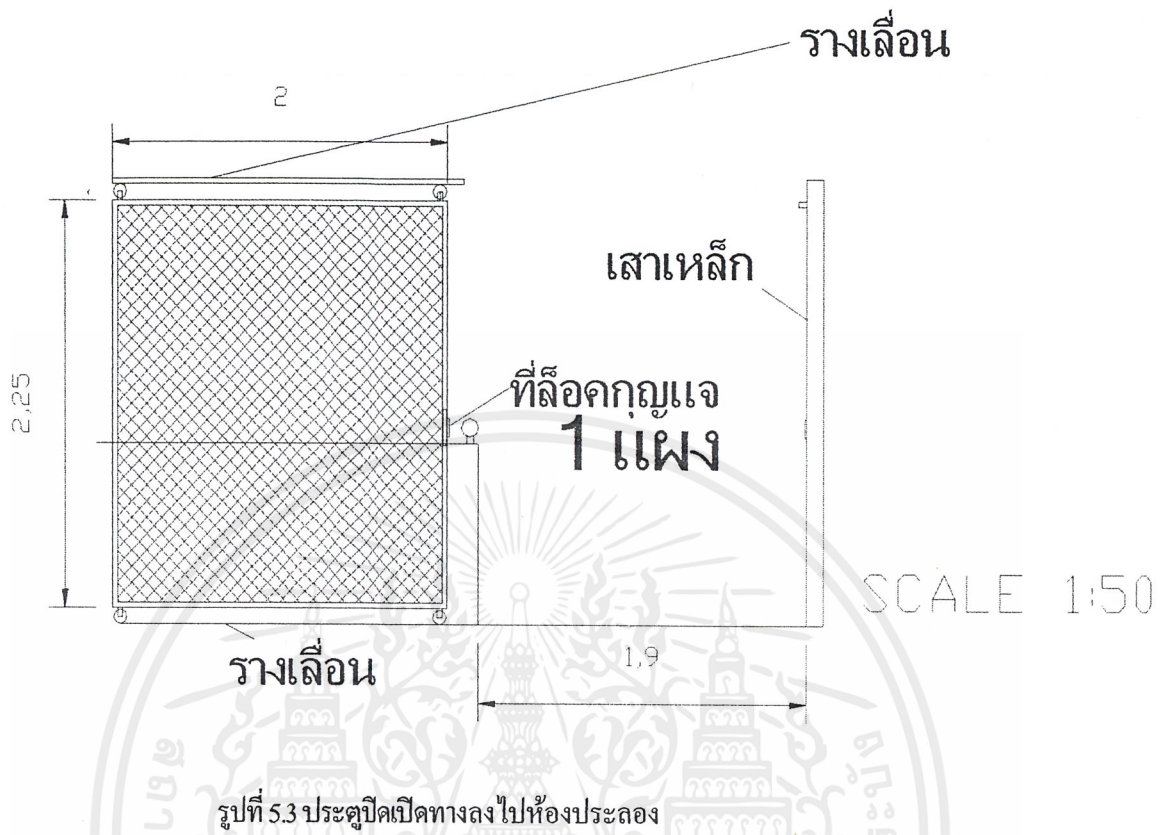 รางเลื่อน
2
เสาเหล็ก
2,25
ที่ล็อคกุญแจ
1 แผง
SCALE 1:50
รางเลื่อน
1,9
รูปที่ 5.3 ประตูปิดเปิดทางลงไปห้องประลอง